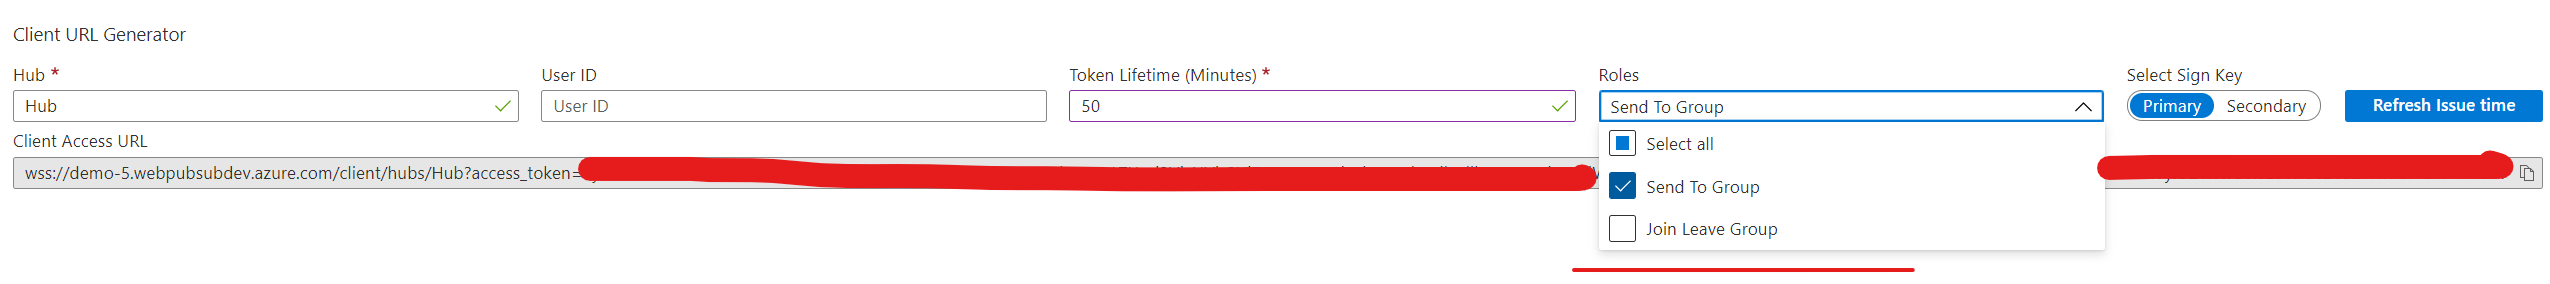 Client URL Generator
Hub * User ID Token Lifetime (Minutes) * Roles Select Sign Key
Hub User ID 50 Send To Group Primary Secondary Refresh Issue time
Client Access URL
Select all
wss://demo-5.webpubsubdev.azure.com/client/hubs/Hub?access_token=
Send To Group
Join Leave Group